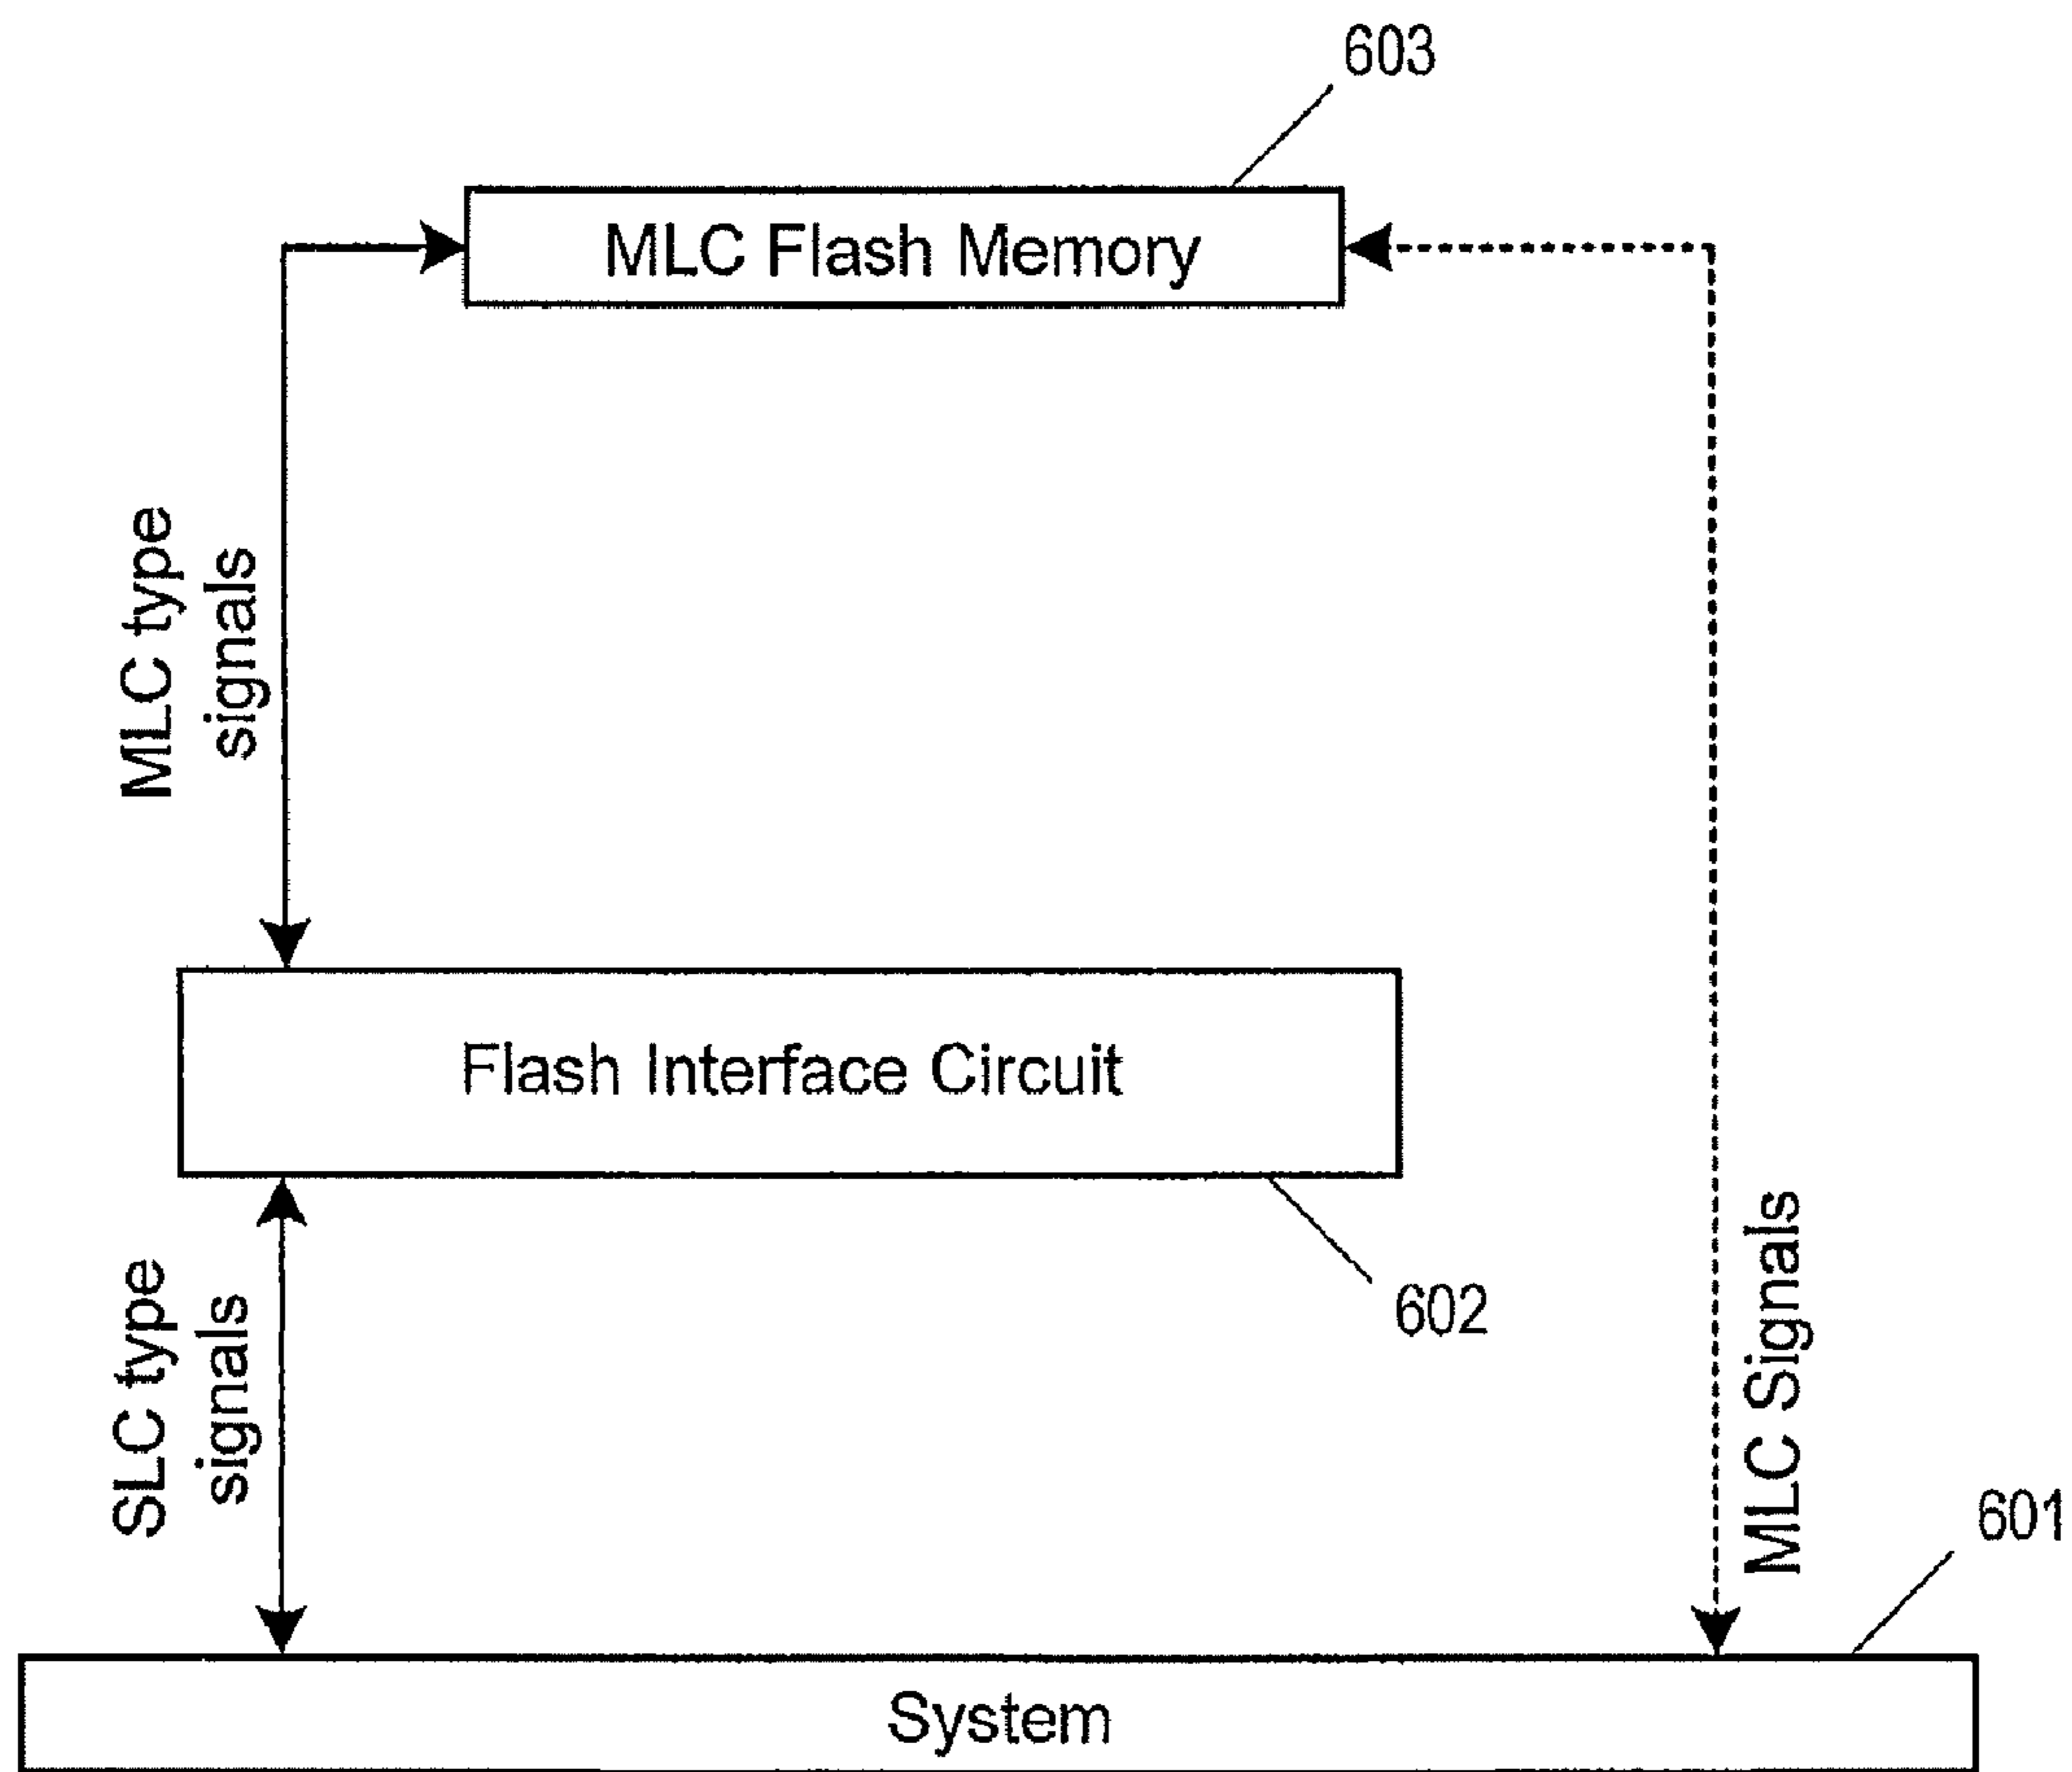 603
MLC Flash Memory
MLC type
signals
Flash Interface Circuit
602
SLC type
signals
MLC Signals
601
System